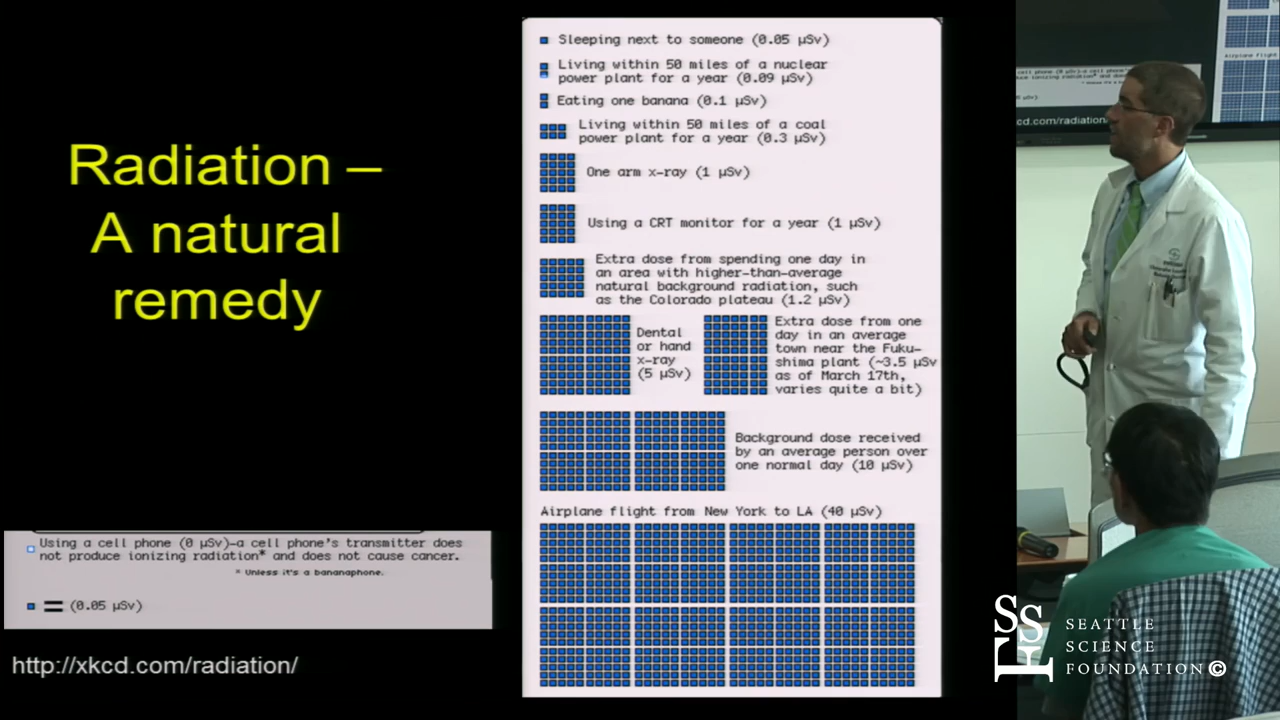 Radiation –
A natural
remedy
Sleeping next to someone (0.05 µSv)
Living within 50 miles of a nuclear
power plant for a year (0.09 µSv)
Eating one banana (0.1 µSv)
Living within 50 miles of a coal
power plant for a year (0.3 µSv)
One arm x-ray (1 µSv)
Using a CRT monitor for a year (1 µSv)
Extra dose from spending one day in
an area with higher-than-average
natural background radiation, such
as the Colorado plateau (1.2 µSv)
Dental
or hand
x-ray
(5 µSv)
Extra dose from one
day in an average
town near the Fuku-
shima plant (~3.5 µSv
as of March 17th,
varies quite a bit)
Background dose received
by an average person over
one normal day (10 µSv)
Airplane flight from New York to LA (40 µSv)
Using a cell phone (0 µSv)-a cell phone's transmitter does
not produce ionizing radiation* and does not cause cancer.
* Unless it's a bananaphone.
= (0.05 µSv)
http://xkcd.com/radiation/
Airplane flight
cd.com/radiation
SEATTLE
SCIENCE
FOUNDATION©
SSF